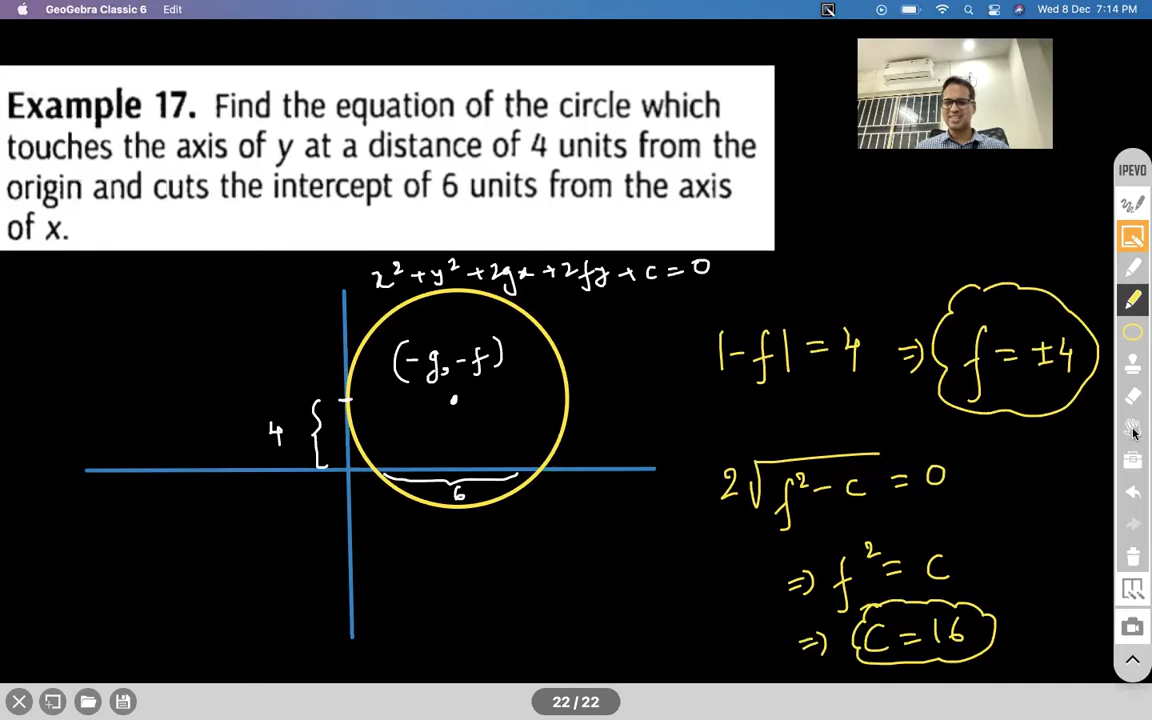 GeoGebra Classic 6 Edit
Wed 8 Dec 7:14 PM
Example 17. Find the equation of the circle which
touches the axis of y at a distance of 4 units from the
origin and cuts the intercept of 6 units from the axis
of x.
IPEVO
x² + y² + 2gx + 2fy + c = 0
(-g, -f)
|-f| = 4 ⇒ f = ±4
4
6
2√(f² - c) = 0
⇒ f² = c
⇒ c = 16
22 / 22